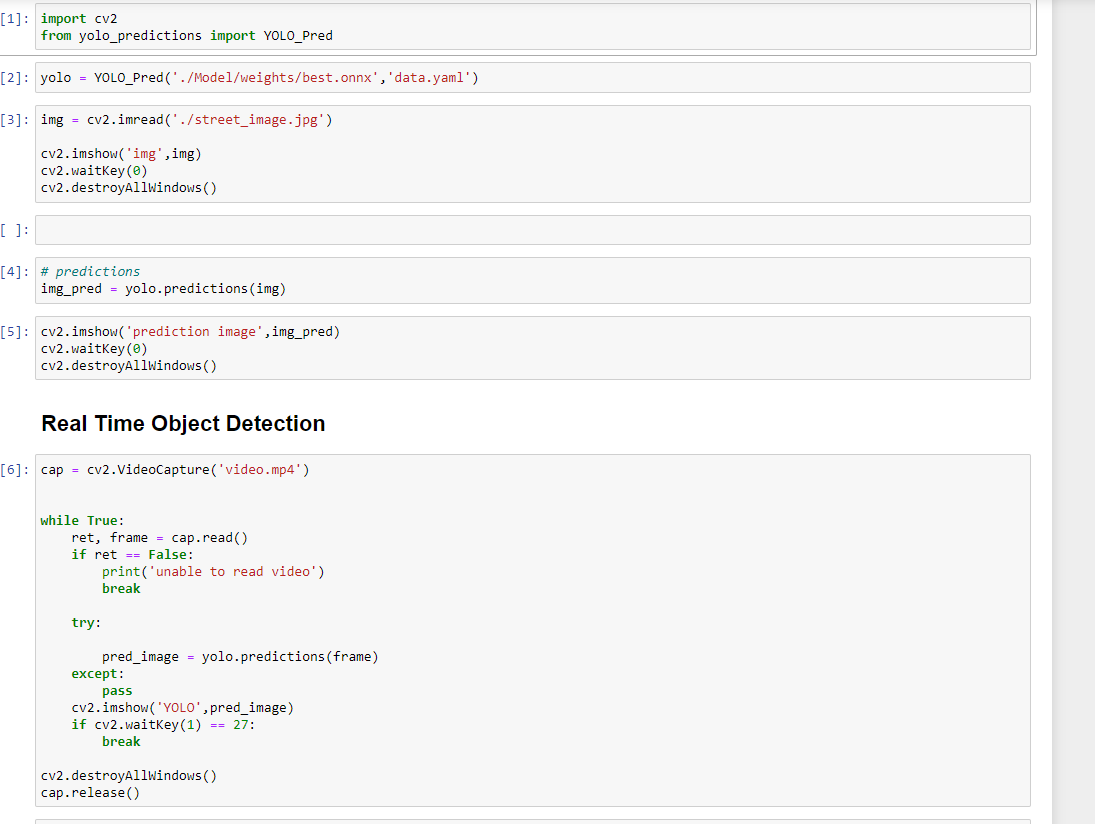 [1]: import cv2
from yolo_predictions import YOLO_Pred
[2]: yolo = YOLO_Pred('./Model/weights/best.onnx','data.yaml')
[3]: img = cv2.imread('./street_image.jpg')
cv2.imshow('img',img)
cv2.waitKey(0)
cv2.destroyAllWindows()
[ ]:
[4]: # predictions
img_pred = yolo.predictions(img)
[5]: cv2.imshow('prediction image',img_pred)
cv2.waitKey(0)
cv2.destroyAllWindows()
Real Time Object Detection
[6]: cap = cv2.VideoCapture('video.mp4')
while True:
    ret, frame = cap.read()
    if ret == False:
        print('unable to read video')
        break
    try:
        pred_image = yolo.predictions(frame)
    except:
        pass
    cv2.imshow('YOLO',pred_image)
    if cv2.waitKey(1) == 27:
        break
cv2.destroyAllWindows()
cap.release()